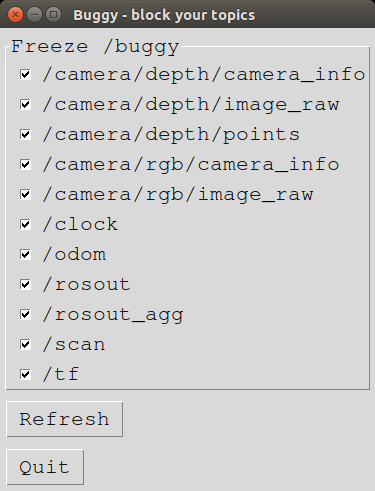 Buggy - block your topics
Freeze /buggy
/camera/depth/camera_info
/camera/depth/image_raw
/camera/depth/points
/camera/rgb/camera_info
/camera/rgb/image_raw
/clock
/odom
/rosout
/rosout_agg
/scan
/tf
Refresh
Quit